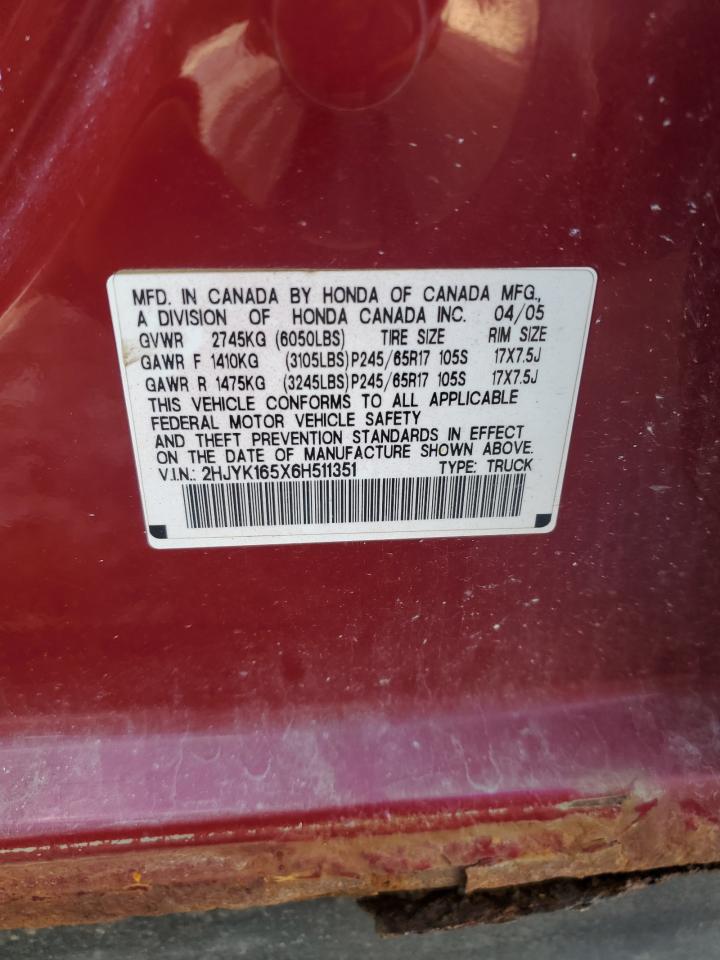 MFD. IN CANADA BY HONDA OF CANADA MFG.,
A DIVISION OF HONDA CANADA INC. 04/05
GVWR 2745KG (6050LBS) TIRE SIZE RIM SIZE
GAWR F 1410KG (3105LBS) P245/65R17 105S 17X7.5J
GAWR R 1475KG (3245LBS) P245/65R17 105S 17X7.5J
THIS VEHICLE CONFORMS TO ALL APPLICABLE
FEDERAL MOTOR VEHICLE SAFETY
AND THEFT PREVENTION STANDARDS IN EFFECT
ON THE DATE OF MANUFACTURE SHOWN ABOVE.
V.I.N.: 2HJYK165X6H511351 TYPE: TRUCK